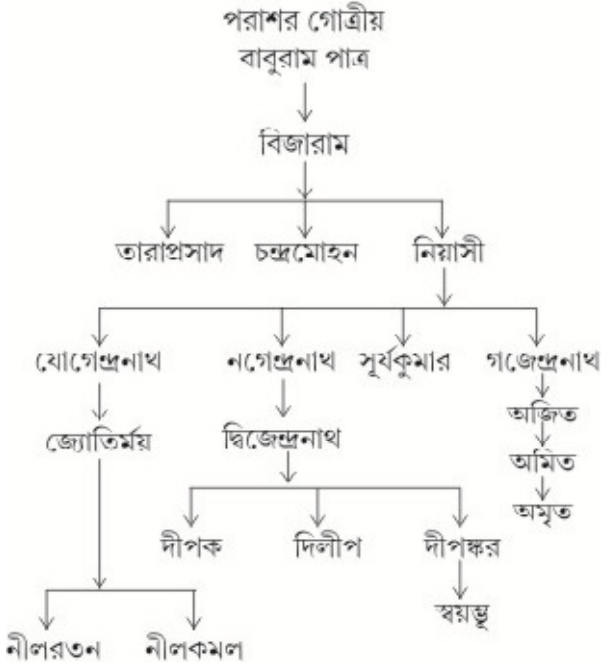 পরাশর গোত্রীয়
বাবুরাম পাত্র
বিজারাম
তারাপ্রসাদ চন্দ্রমোহন নিয়াসী
যোগেন্দ্রনাথ নগেন্দ্রনাথ সূর্যকুমার গজেন্দ্রনাথ
অজিত
জ্যোতির্ময় দ্বিজেন্দ্রনাথ
অমিত
অমৃত
দীপক দিলীপ দীপঙ্কর
স্বয়ম্ভু
নীলরতন নীলকমল